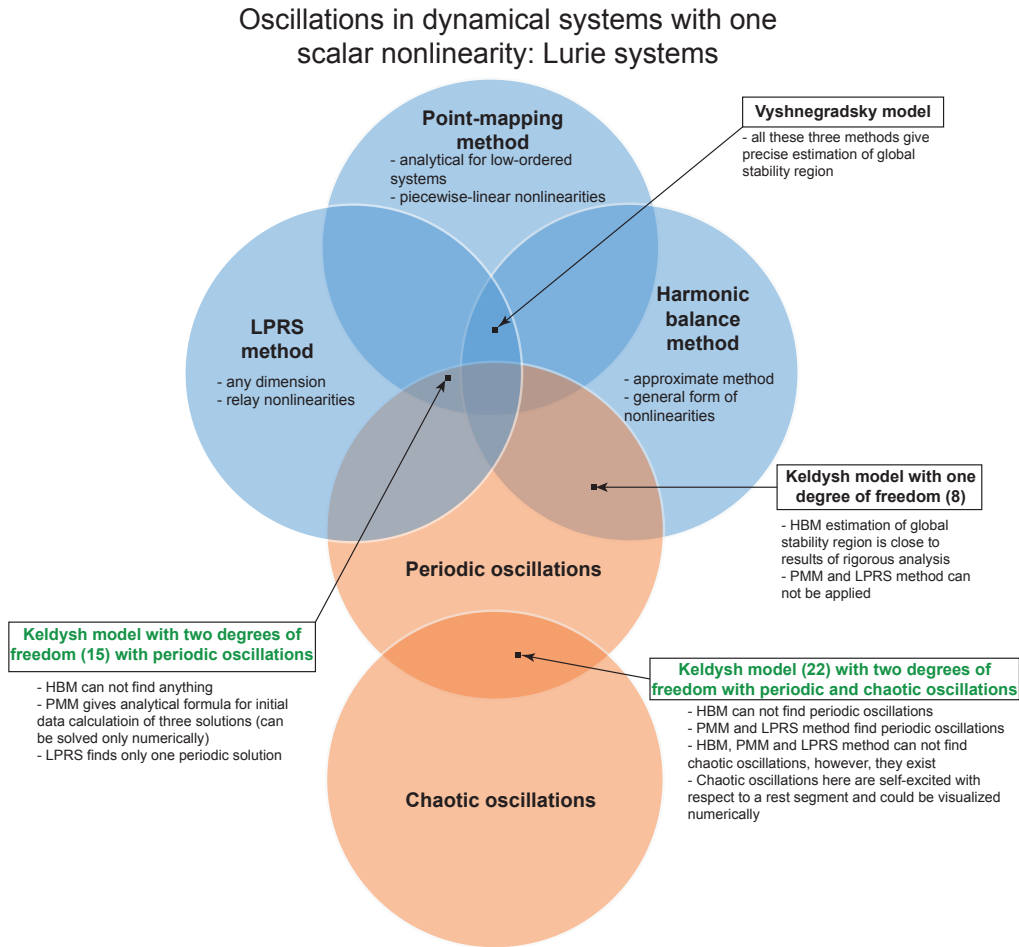 Oscillations in dynamical systems with one
scalar nonlinearity: Lurie systems
Point-mapping
method
- analytical for low-ordered
systems
- piecewise-linear nonlinearities
Vyshnegradsky model
- all these three methods give
precise estimation of global
stability region
LPRS
method
- any dimension
- relay nonlinearities
Harmonic
balance
method
- approximate method
- general form of
nonlinearities
Keldysh model with one
degree of freedom (8)
- HBM estimation of global
stability region is close to
results of rigorous analysis
- PMM and LPRS method can
not be applied
Periodic oscillations
Keldysh model with two degrees of
freedom (15) with periodic oscillations
- HBM can not find anything
- PMM gives analytical formula for initial
data calculatioin of three solutions (can
be solved only numerically)
- LPRS finds only one periodic solution
Keldysh model (22) with two degrees of
freedom with periodic and chaotic oscillations
- HBM can not find periodic oscillations
- PMM and LPRS method find periodic oscillations
- HBM, PMM and LPRS method can not find
chaotic oscillations, however, they exist
- Chaotic oscillations here are self-excited with
respect to a rest segment and could be visualized
numerically
Chaotic oscillations